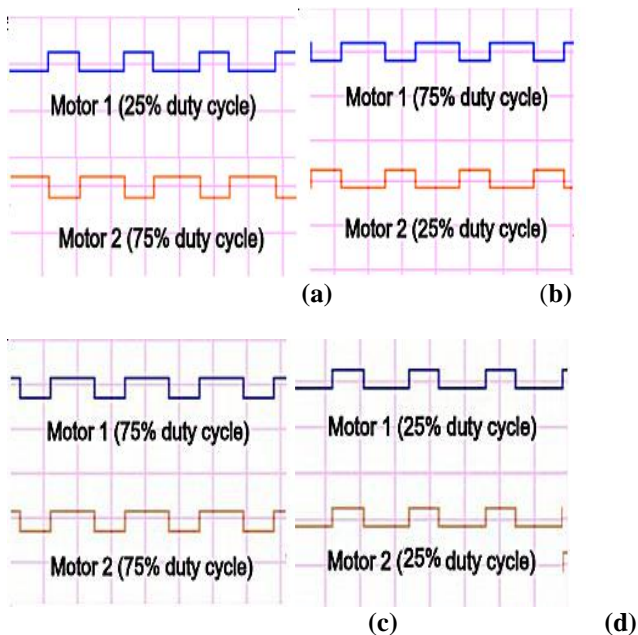 Motor 1 (25% duty cycle)
Motor 2 (75% duty cycle)
Motor 1 (75% duty cycle)
Motor 2 (25% duty cycle)
(a)
(b)
Motor 1 (75% duty cycle)
Motor 2 (75% duty cycle)
Motor 1 (25% duty cycle)
Motor 2 (25% duty cycle)
(c)
(d)